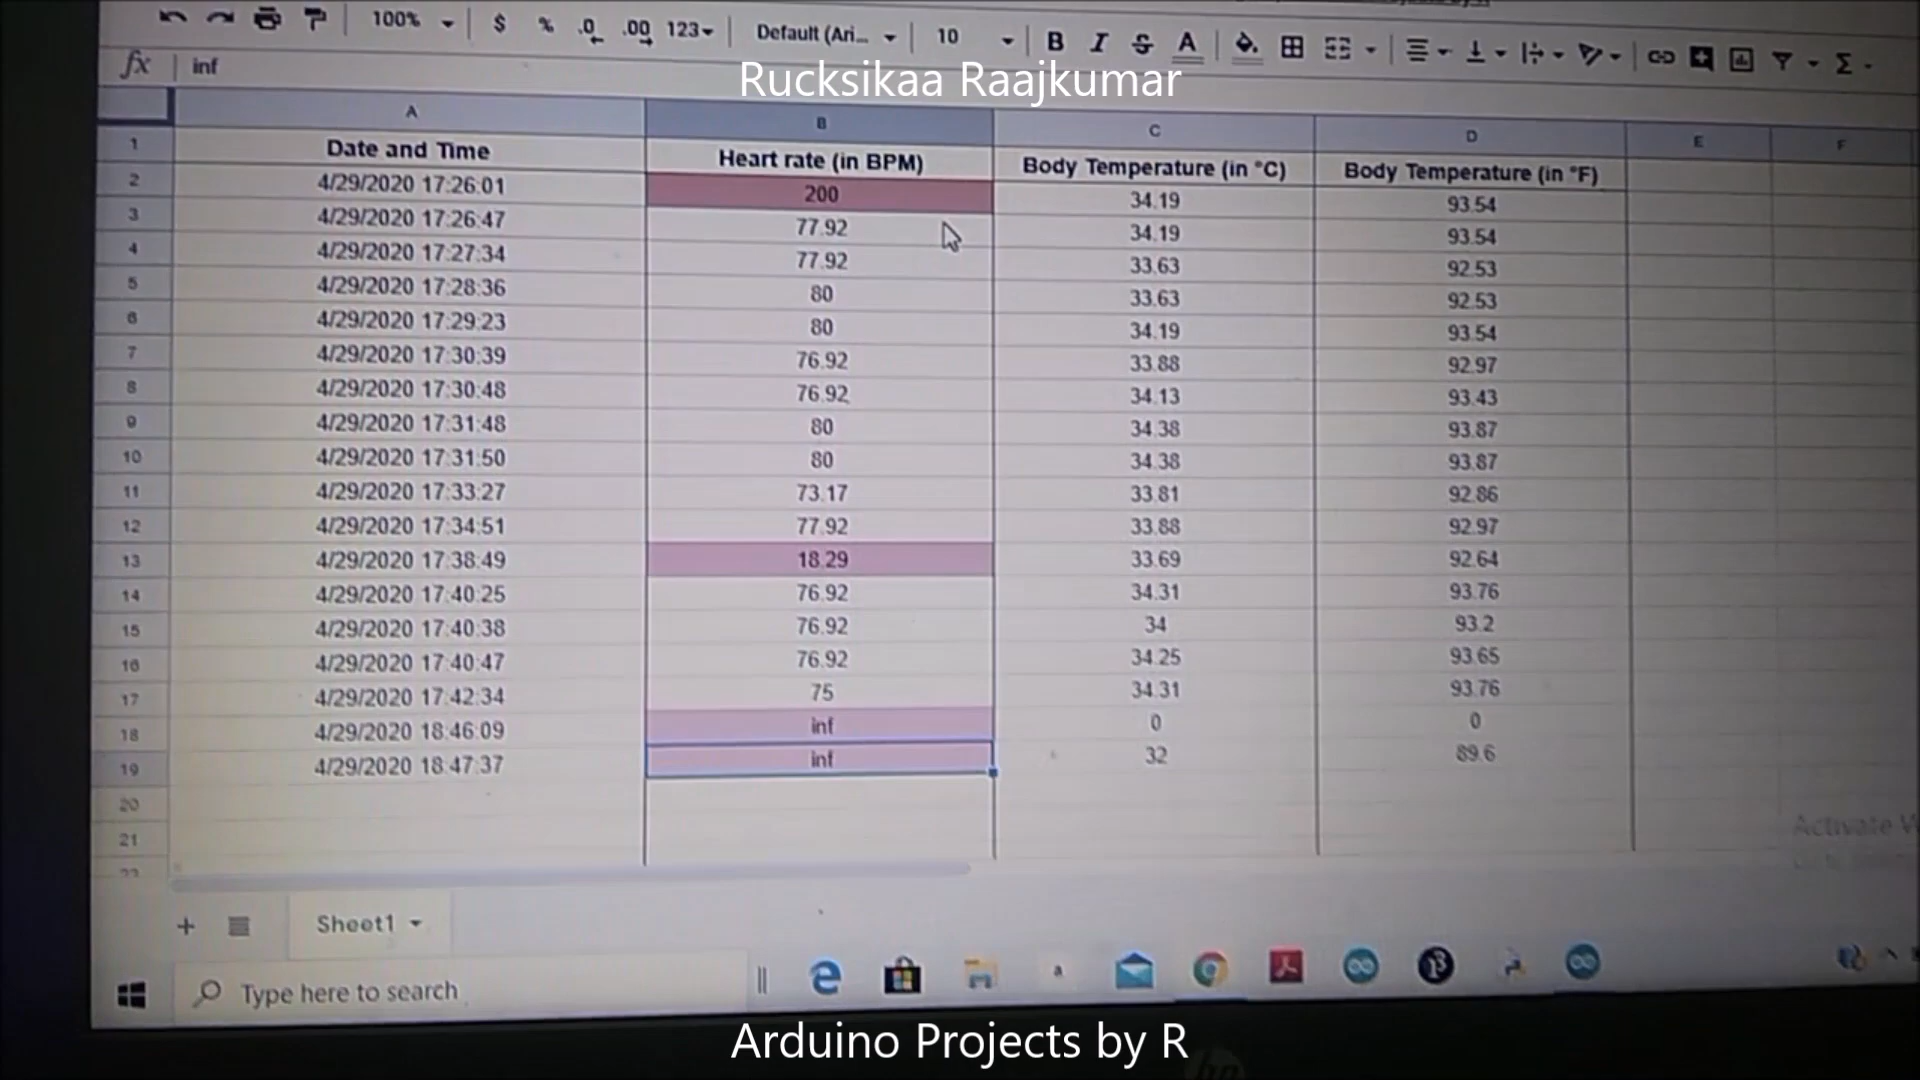 100% $ % .0 .00 123 Default (Ari... 10 B I S A Σ
fx inf
Rucksikaa Raajkumar
A B C D E F
1 Date and Time Heart rate (in BPM) Body Temperature (in °C) Body Temperature (in °F)
2 4/29/2020 17:26:01 200 34.19 93.54
3 4/29/2020 17:26:47 77.92 34.19 93.54
4 4/29/2020 17:27:34 77.92 33.63 92.53
5 4/29/2020 17:28:36 80 33.63 92.53
6 4/29/2020 17:29:23 80 34.19 93.54
7 4/29/2020 17:30:39 76.92 33.88 92.97
8 4/29/2020 17:30:48 76.92 34.13 93.43
9 4/29/2020 17:31:48 80 34.38 93.87
10 4/29/2020 17:31:50 80 34.38 93.87
11 4/29/2020 17:33:27 73.17 33.81 92.86
12 4/29/2020 17:34:51 77.92 33.88 92.97
13 4/29/2020 17:38:49 18.29 33.69 92.64
14 4/29/2020 17:40:25 76.92 34.31 93.76
15 4/29/2020 17:40:38 76.92 34 93.2
16 4/29/2020 17:40:47 76.92 34.25 93.65
17 4/29/2020 17:42:34 75 34.31 93.76
18 4/29/2020 18:46:09 inf 0 0
19 4/29/2020 18:47:37 inf 32 89.6
20
21
22
Activate W
+ Sheet1
Type here to search
Arduino Projects by R
hp